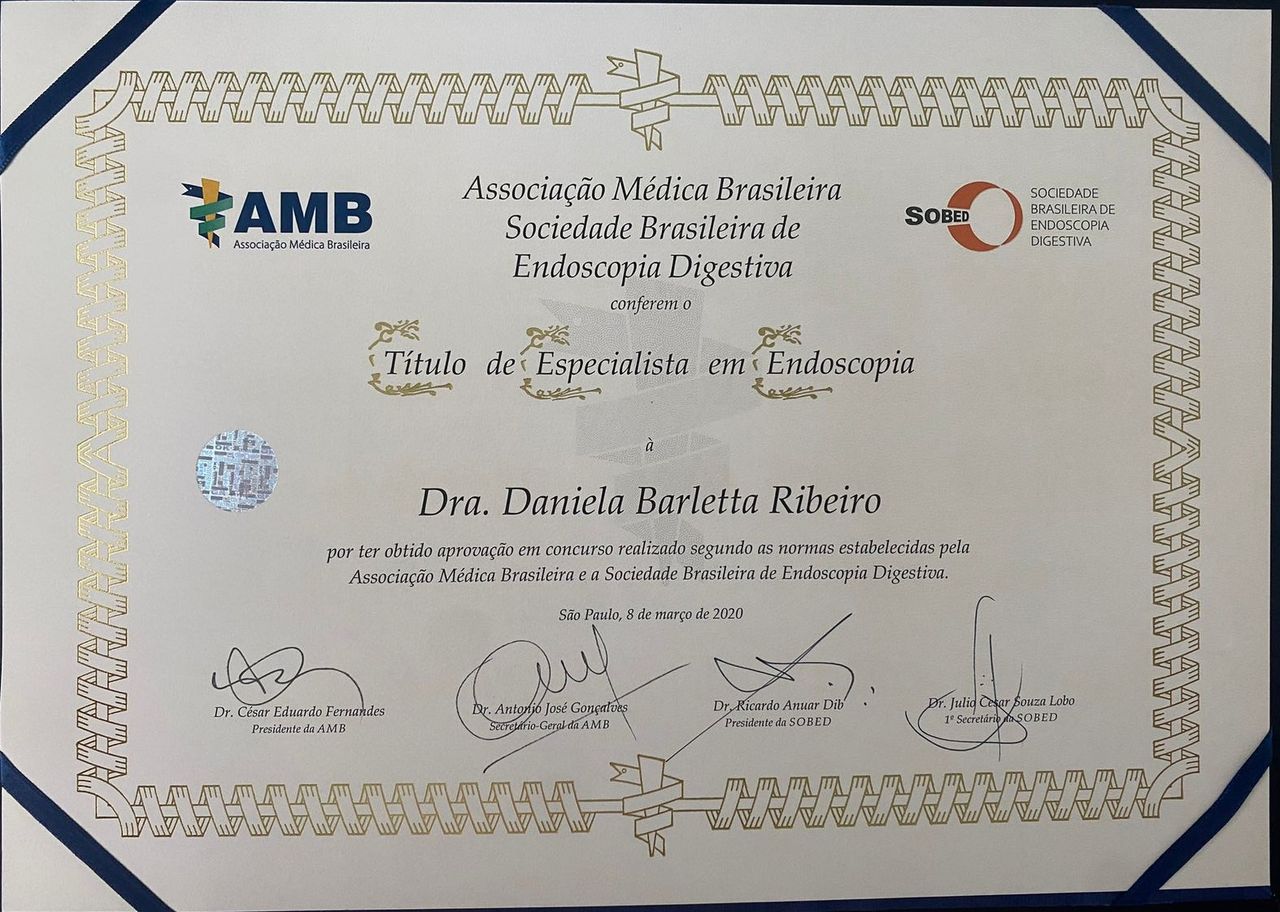 AMB
Associação Médica Brasileira
Associação Médica Brasileira
Sociedade Brasileira de
Endoscopia Digestiva
SOBED
SOCIEDADE
BRASILEIRA DE
ENDOSCOPIA
DIGESTIVA
conferem o
Título de Especialista em Endoscopia
à
Dra. Daniela Barletta Ribeiro
por ter obtido aprovação em concurso realizado segundo as normas estabelecidas pela
Associação Médica Brasileira e a Sociedade Brasileira de Endoscopia Digestiva.
São Paulo, 8 de março de 2020
Dr. César Eduardo Fernandes
Presidente da AMB
Dr. Antonio José Gonçalves
Secretário-Geral da AMB
Dr. Ricardo Anuar Dib
Presidente da SOBED
Dr. Julio Cesar Souza Lobo
1º Secretário da SOBED